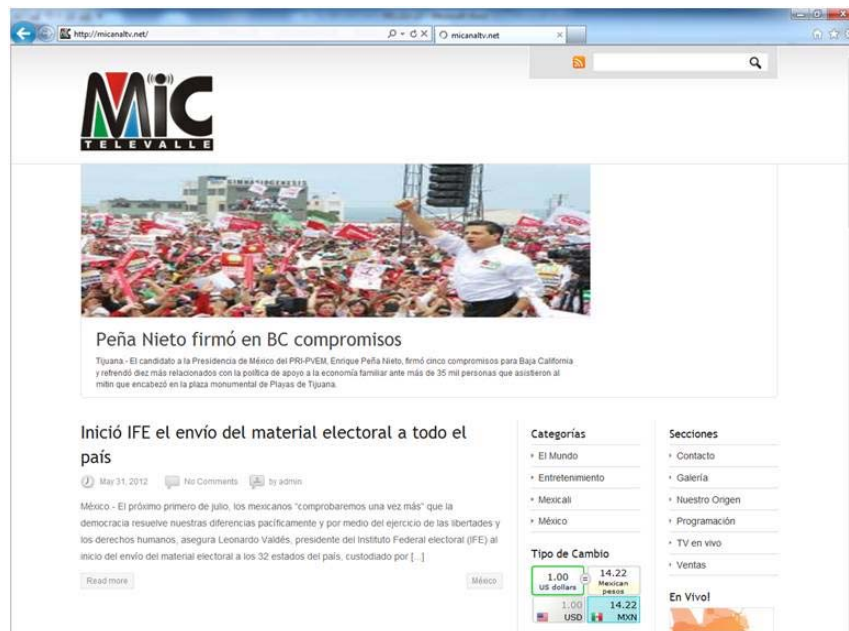 http://micanaltv.net/
micanaltv.net
MiC
TELEVALLE
GIMNASIO GENESIS
Peña Nieto firmó en BC compromisos
Tijuana.- El candidato a la Presidencia de México del PRI-PVEM, Enrique Peña Nieto, firmó cinco compromisos para Baja California
y refrendó diez más relacionados con la política de apoyo a la economía familiar ante más de 35 mil personas que asistieron al
mitin que encabezó en la plaza monumental de Playas de Tijuana.
Inició IFE el envío del material electoral a todo el
país
May 31, 2012 No Comments by admin
México.- El próximo primero de julio, los mexicanos "comprobaremos una vez más" que la
democracia resuelve nuestras diferencias pacíficamente y por medio del ejercicio de las libertades y
los derechos humanos, asegura Leonardo Valdés, presidente del Instituto Federal electoral (IFE) al
inicio del envío del material electoral a los 32 estados del país, custodiado por [...]
Read more México
Categorías
El Mundo
Entretenimiento
Mexicali
México
Tipo de Cambio
1.00 = 14.22
US dollars Mexican
pesos
1.00 14.22
USD MXN
Secciones
Contacto
Galería
Nuestro Origen
Programación
TV en vivo
Ventas
En Vivo!